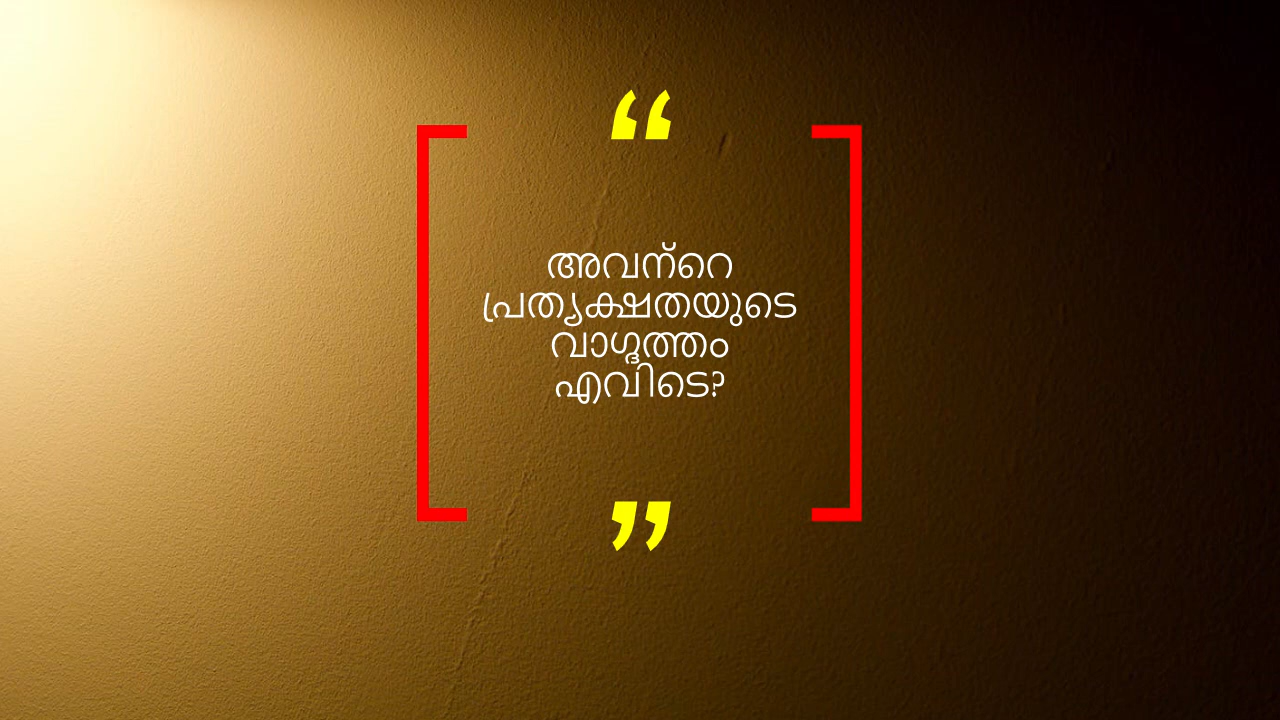 “
അവന്റെ
പ്രത്യക്ഷതയുടെ
വാഗ്ദത്തം
എവിടെ?
”